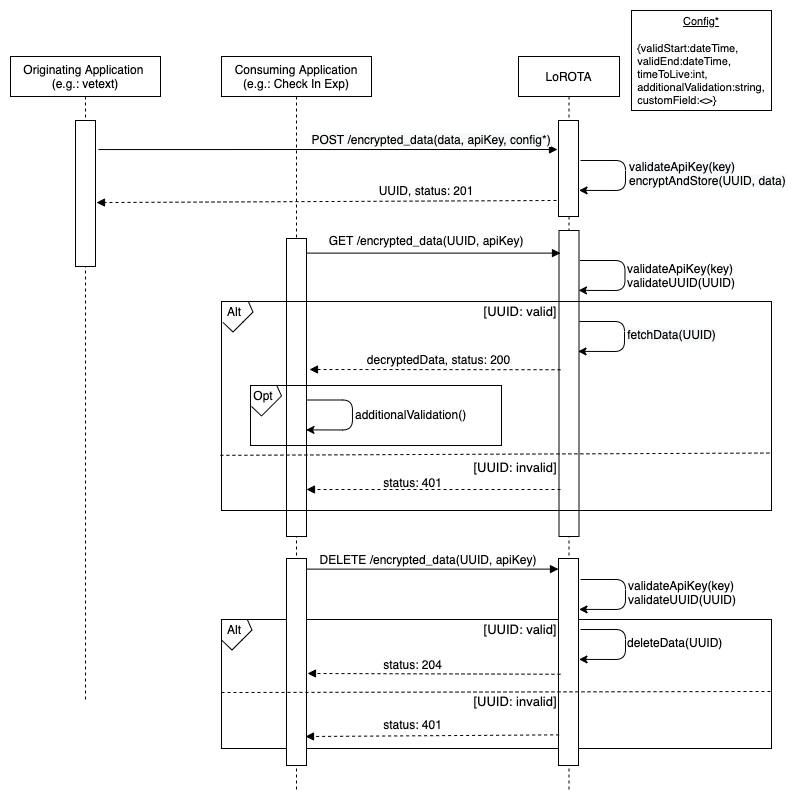 Config*
{validStart:dateTime,
validEnd:dateTime,
timeToLive:int,
additionalValidation:string,
customField:<>}
Originating Application
(e.g.: vetext)
Consuming Application
(e.g.: Check In Exp)
LoROTA
POST /encrypted_data(data, apiKey, config*)
validateApiKey(key)
encryptAndStore(UUID, data)
UUID, status: 201
GET /encrypted_data(UUID, apiKey)
validateApiKey(key)
validateUUID(UUID)
Alt
[UUID: valid]
fetchData(UUID)
decryptedData, status: 200
Opt
additionalValidation()
[UUID: invalid]
status: 401
DELETE /encrypted_data(UUID, apiKey)
validateApiKey(key)
validateUUID(UUID)
Alt
[UUID: valid]
deleteData(UUID)
status: 204
[UUID: invalid]
status: 401